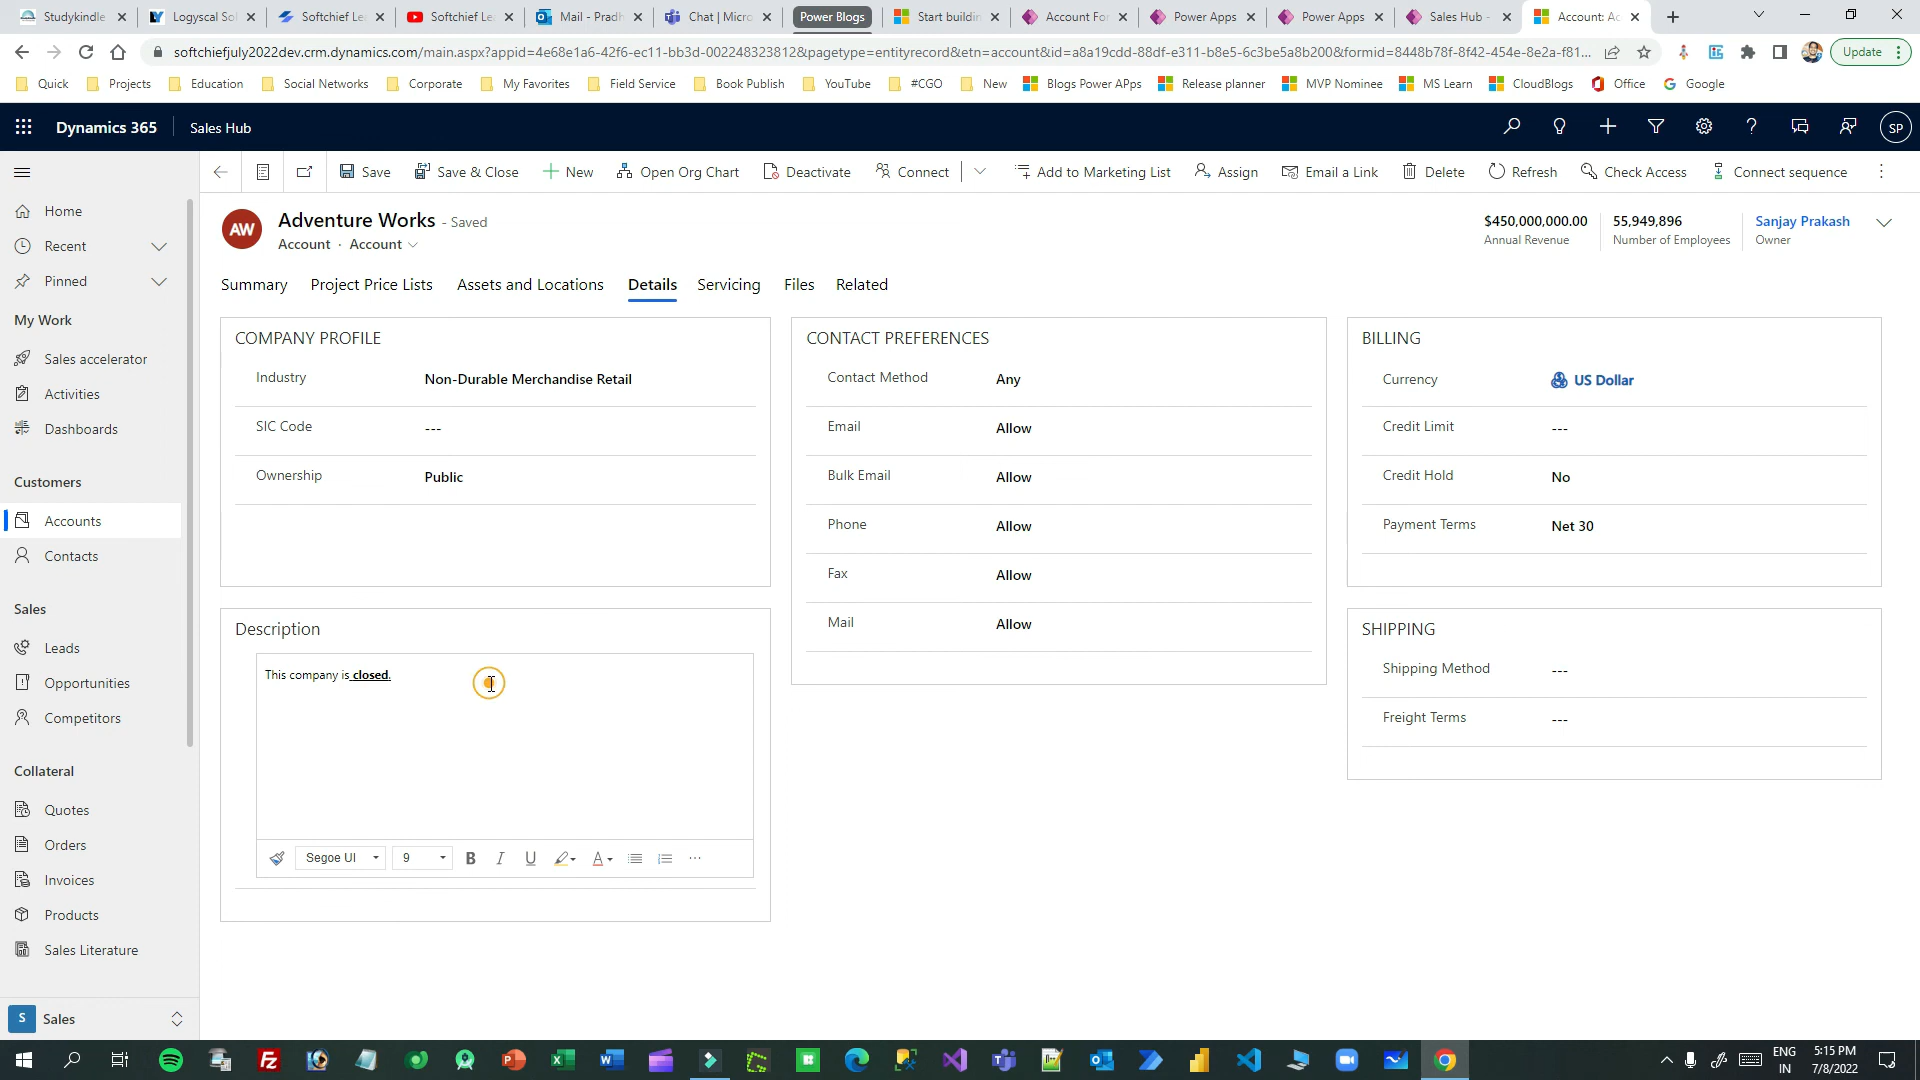 Studykindle
Logyscal Sol
Softchief Le
Softchief Le
Mail - Pradh
Chat | Micro
Power Blogs
Start buildin
Account For
Power Apps
Power Apps
Sales Hub -
Account: Ac
softchiefjuly2022dev.crm.dynamics.com/main.aspx?appid=4e68e1a6-42f6-ec11-bb3d-002248323812&pagetype=entityrecord&etn=account&id=a8a19cdd-88df-e311-b8e5-6c3be5a8b200&formid=8448b78f-8f42-454e-8e2a-f81...
Update
Quick
Projects
Education
Social Networks
Corporate
My Favorites
Field Service
Book Publish
YouTube
#CGO
New
Blogs Power APps
Release planner
MVP Nominee
MS Learn
CloudBlogs
Office
Google
Dynamics 365
Sales Hub
SP
Save
Save & Close
New
Open Org Chart
Deactivate
Connect
Add to Marketing List
Assign
Email a Link
Delete
Refresh
Check Access
Connect sequence
Home
Recent
Pinned
My Work
Sales accelerator
Activities
Dashboards
Customers
Accounts
Contacts
Sales
Leads
Opportunities
Competitors
Collateral
Quotes
Orders
Invoices
Products
Sales Literature
S Sales
AW
Adventure Works - Saved
Account · Account
$450,000,000.00
Annual Revenue
55,949,896
Number of Employees
Sanjay Prakash
Owner
Summary
Project Price Lists
Assets and Locations
Details
Servicing
Files
Related
COMPANY PROFILE
Industry Non-Durable Merchandise Retail
SIC Code ---
Ownership Public
Description
This company is closed.
Segoe UI 9 B I U A ...
CONTACT PREFERENCES
Contact Method Any
Email Allow
Bulk Email Allow
Phone Allow
Fax Allow
Mail Allow
BILLING
Currency US Dollar
Credit Limit ---
Credit Hold No
Payment Terms Net 30
SHIPPING
Shipping Method ---
Freight Terms ---
ENG
IN
5:15 PM
7/8/2022